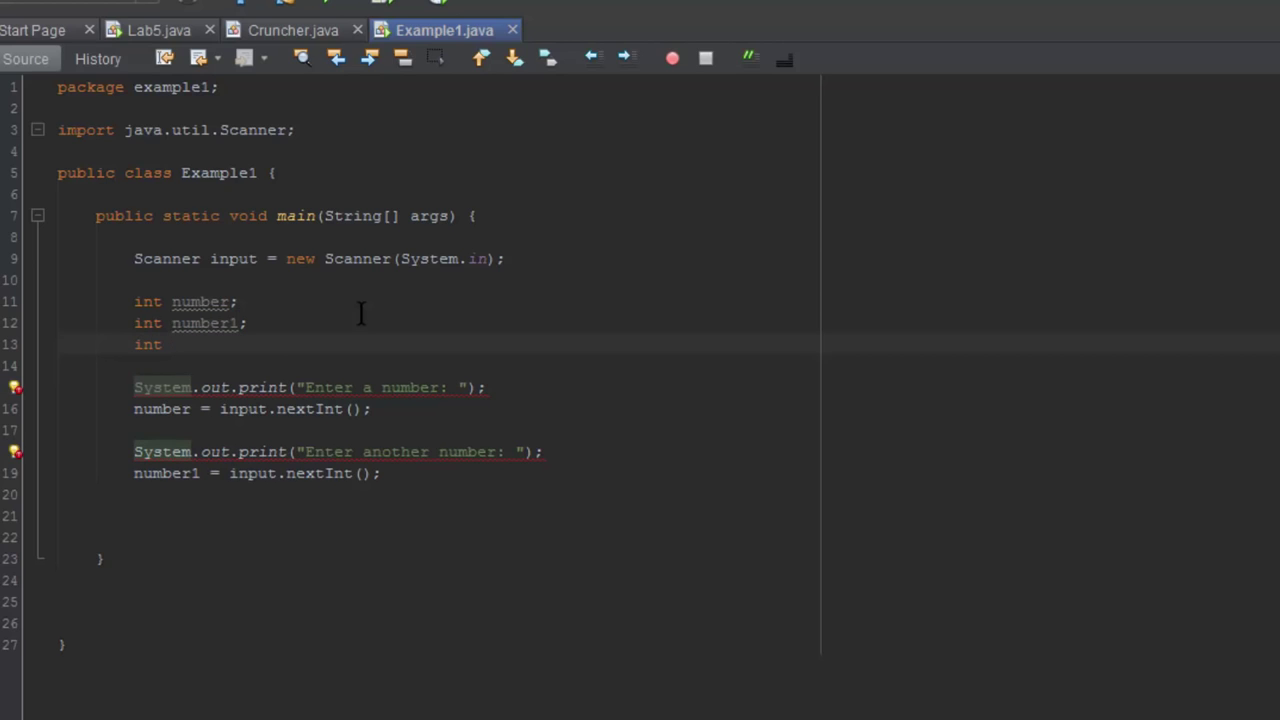 Start Page Lab5.java Cruncher.java Example1.java
Source History
1 package example1;
2
3 import java.util.Scanner;
4
5 public class Example1 {
6
7 public static void main(String[] args) {
8
9 Scanner input = new Scanner(System.in);
10
11 int number;
12 int number1;
13 int
14
System.out.print("Enter a number: ");
16 number = input.nextInt();
17
System.out.print("Enter another number: ");
19 number1 = input.nextInt();
20
21
22
23 }
24
25
26
27 }